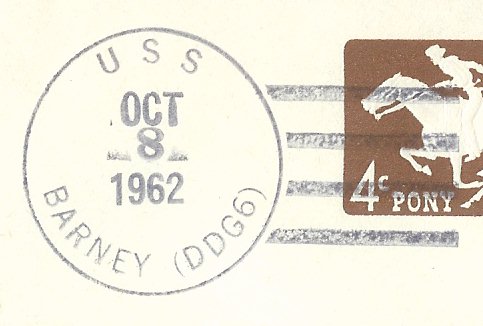 USS
OCT
8
1962
BARNEY (DDG6)
4c PONY